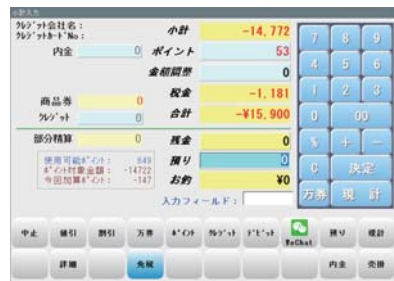 小計入力
クレジット会社名：
クレジットカードNo：
小計 -14,772
内金 0 ポイント 53
金額調整 0
税金 -1,181
商品券 0
クレジット 0 合計 -¥15,900
部分精算 0 残金 0
使用可能ポイント： 649 預り 0
ポイント対象金額： -14722
今回加算ポイント： -147 お釣 ¥0
入力フィールド：
7 8 9
4 5 6
1 2 3
0 00
% + -
C 決定
万券 現 計
中止 値引 割引 万券 ポイント クレジット デビット WeChat 預り 現計
詳細 免税 内金 売掛